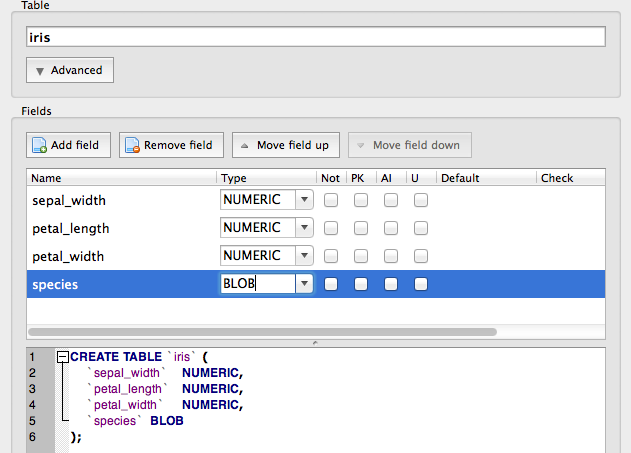 Table
iris
Advanced
Fields
Add field Remove field Move field up Move field down
Name Type Not PK AI U Default Check
sepal_width NUMERIC
petal_length NUMERIC
petal_width NUMERIC
species BLOB
1 CREATE TABLE `iris` (
2 `sepal_width` NUMERIC,
3 `petal_length` NUMERIC,
4 `petal_width` NUMERIC,
5 `species` BLOB
6 );